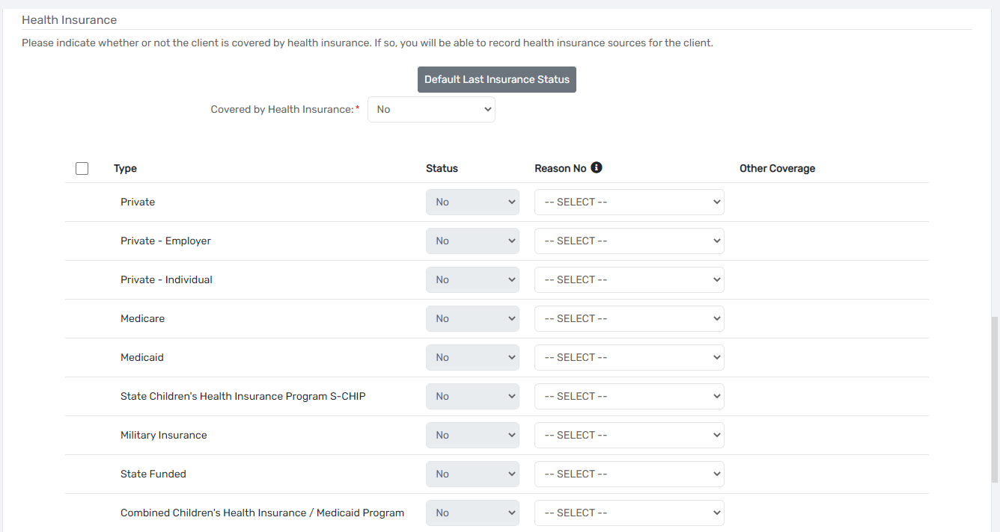 Health Insurance
Please indicate whether or not the client is covered by health insurance. If so, you will be able to record health insurance sources for the client.
Default Last Insurance Status
Covered by Health Insurance:* No
Type Status Reason No Other Coverage
Private No -- SELECT --
Private - Employer No -- SELECT --
Private - Individual No -- SELECT --
Medicare No -- SELECT --
Medicaid No -- SELECT --
State Children's Health Insurance Program S-CHIP No -- SELECT --
Military Insurance No -- SELECT --
State Funded No -- SELECT --
Combined Children's Health Insurance / Medicaid Program No -- SELECT --